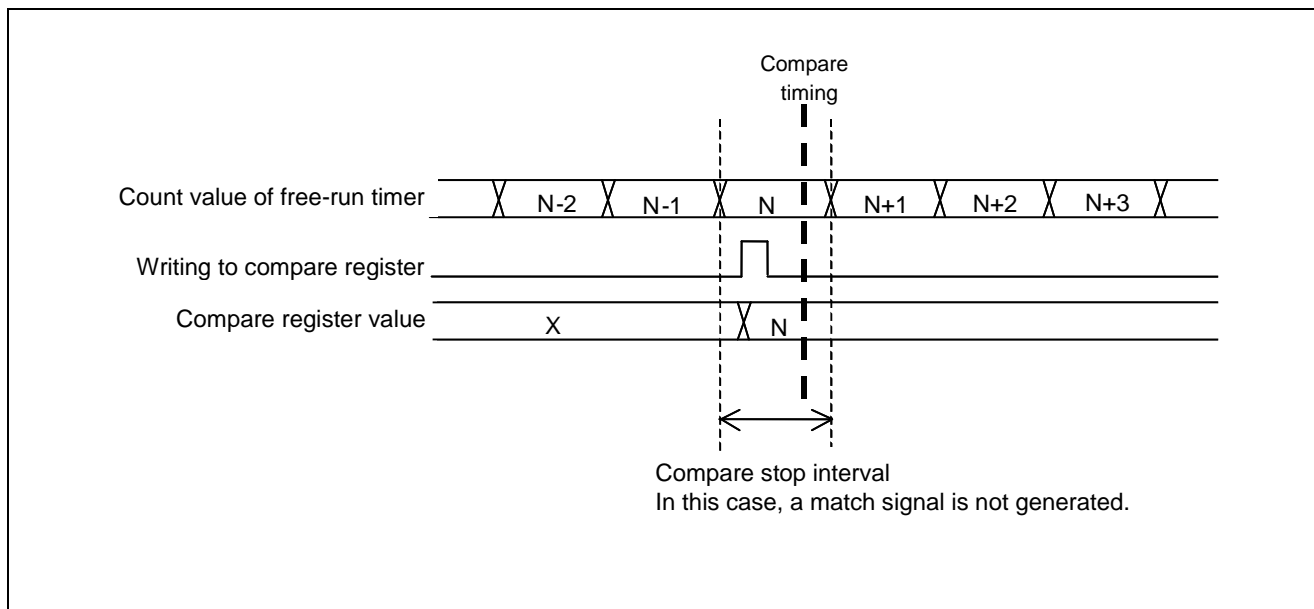 Compare
timing
Count value of free-run timer
N-2 N-1 N N+1 N+2 N+3
Writing to compare register
Compare register value
X N
Compare stop interval
In this case, a match signal is not generated.